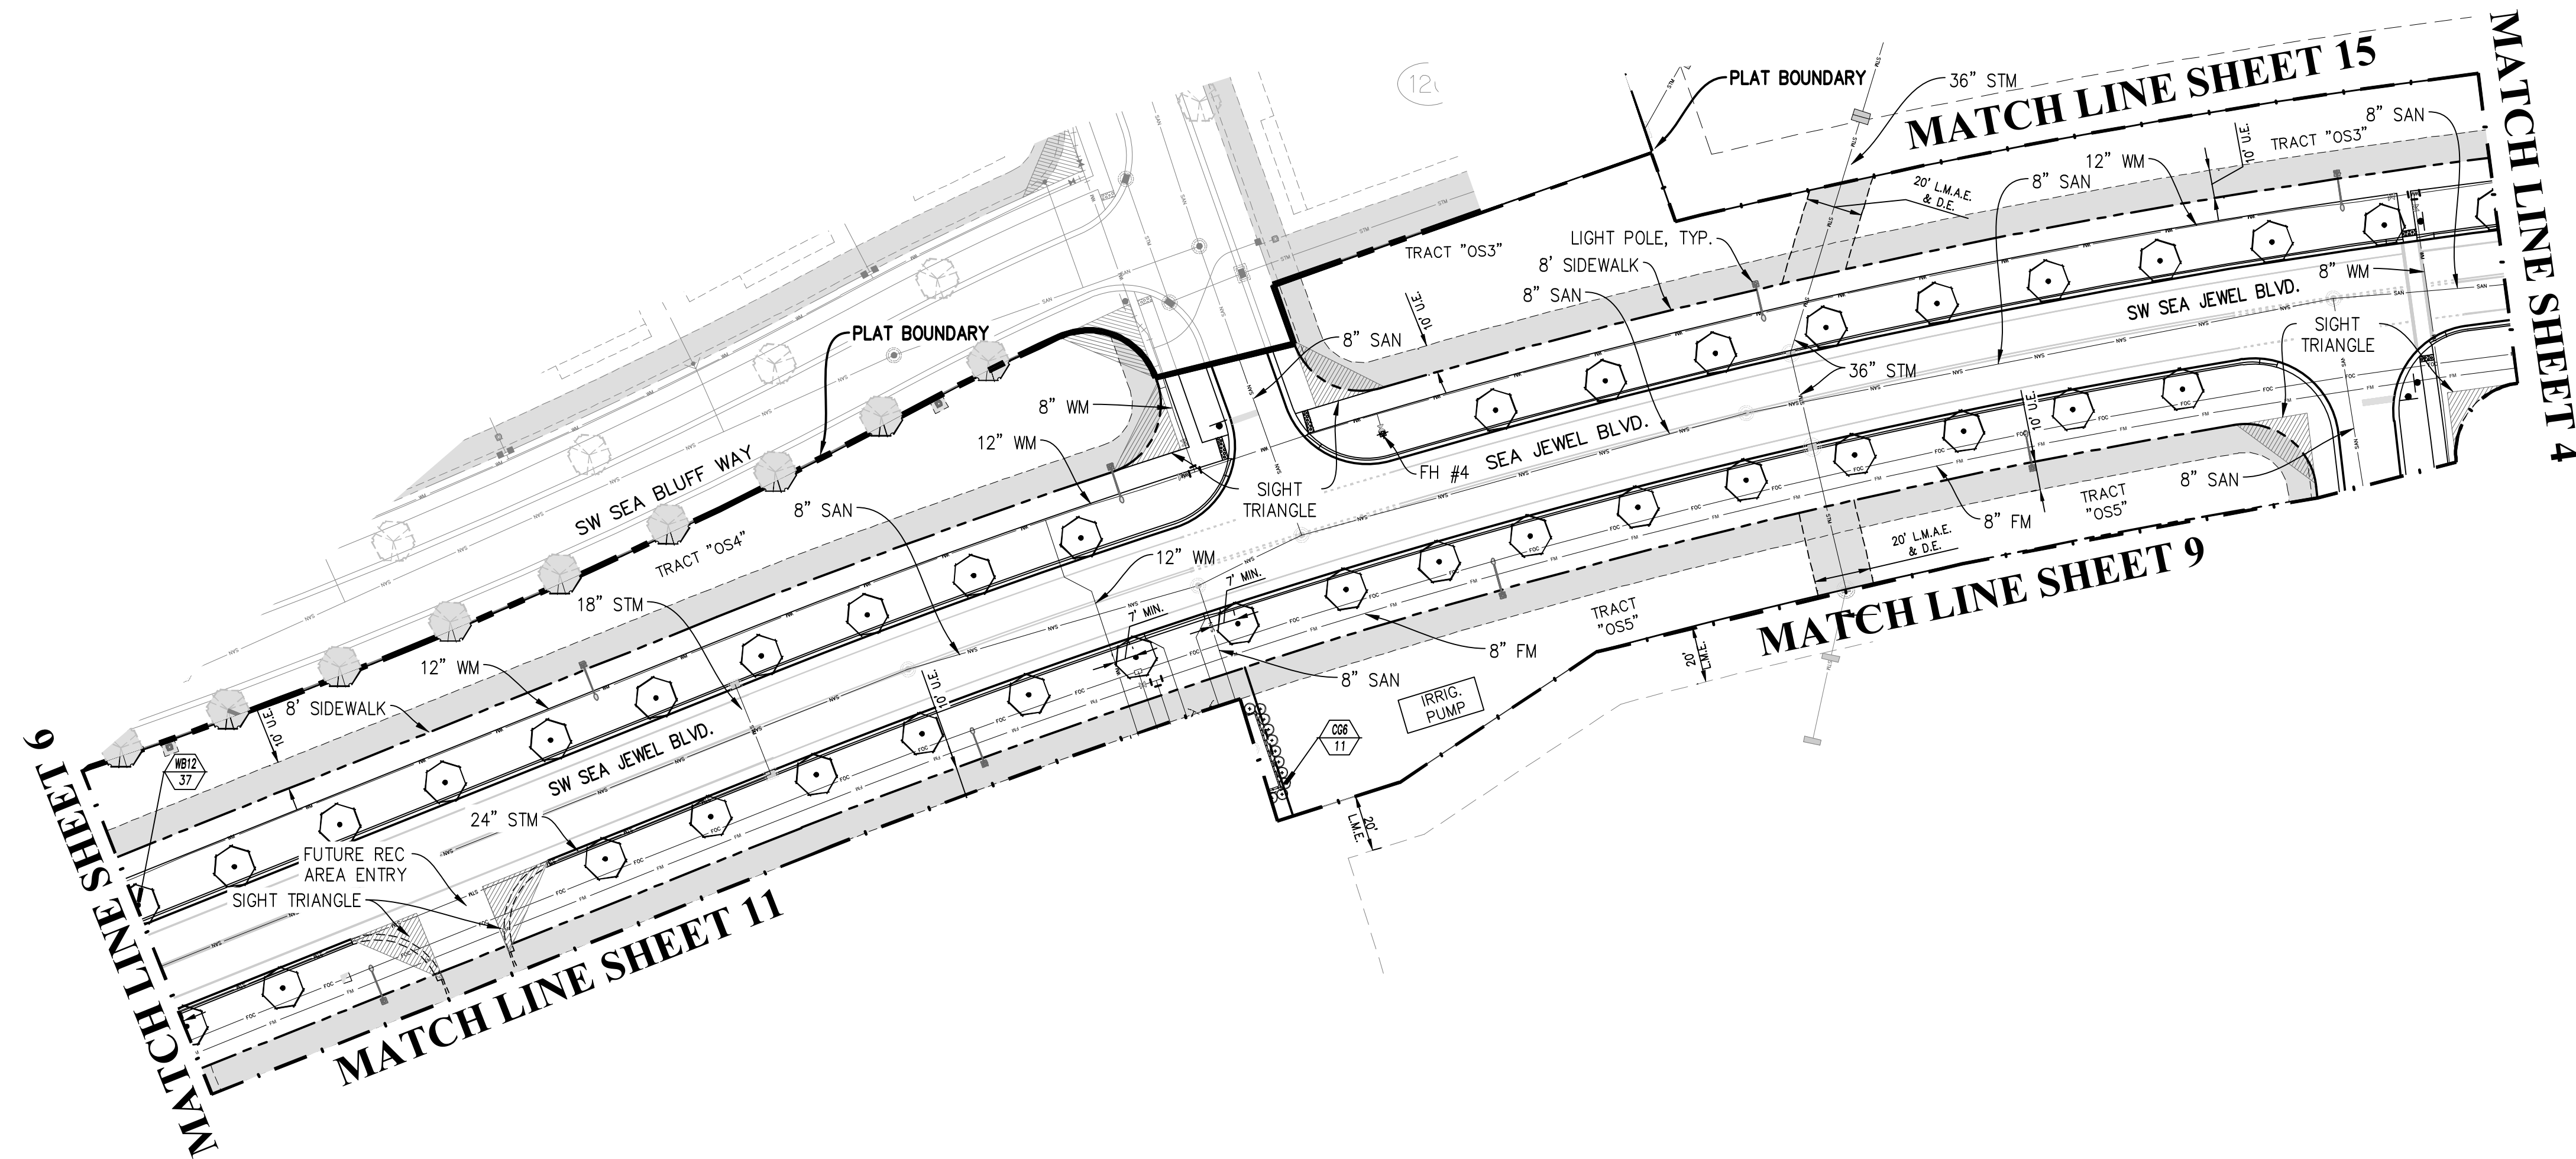 MATCH LINE SHEET 15
MATCH LINE SHEET 4
PLAT BOUNDARY
36" STM
8" SAN
TRACT "OS3"
10' U.E.
12" WM
8" SAN
20' L.M.A.E.
& D.E.
TRACT "OS3"
LIGHT POLE, TYP.
8' SIDEWALK
8" SAN
10' U.E.
8" WM
SW SEA JEWEL BLVD.
SIGHT
TRIANGLE
PLAT BOUNDARY
8" SAN
36" STM
8" WM
12" WM
FH #4
SEA JEWEL BLVD.
10' U.E.
SW SEA BLUFF WAY
SIGHT
TRIANGLE
8" SAN
8" SAN
TRACT
"OS5"
8" FM
20' L.M.A.E.
& D.E.
MATCH LINE SHEET 9
TRACT "OS4"
12" WM
7' MIN.
7' MIN.
18" STM
TRACT
"OS5"
8" FM
20'
L.M.E.
12" WM
8" SAN
10' U.E.
IRRIG.
PUMP
8' SIDEWALK
10' U.E.
CG6
11
WB12
37
SW SEA JEWEL BLVD.
24" STM
20'
L.M.E.
FUTURE REC
AREA ENTRY
SIGHT TRIANGLE
MATCH LINE SHEET 11
MATCH LINE SHEET 6
MATCH LINE